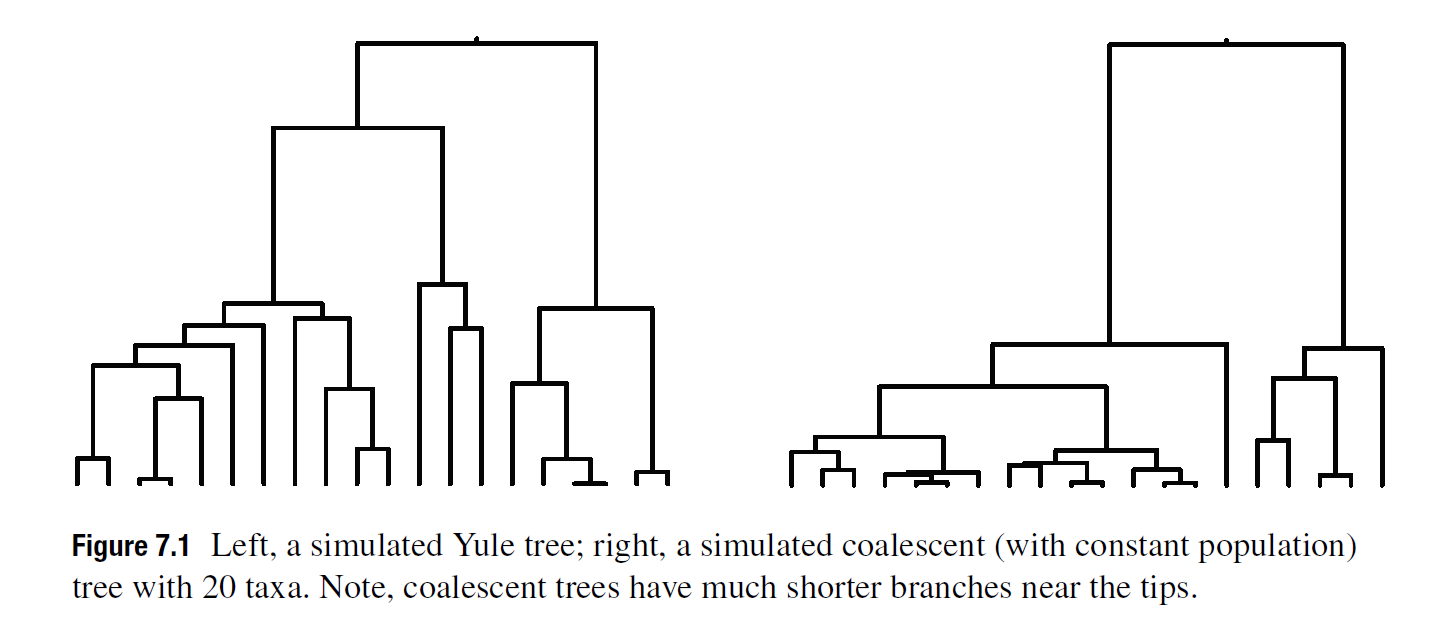 Figure 7.1 Left, a simulated Yule tree; right, a simulated coalescent (with constant population)
tree with 20 taxa. Note, coalescent trees have much shorter branches near the tips.